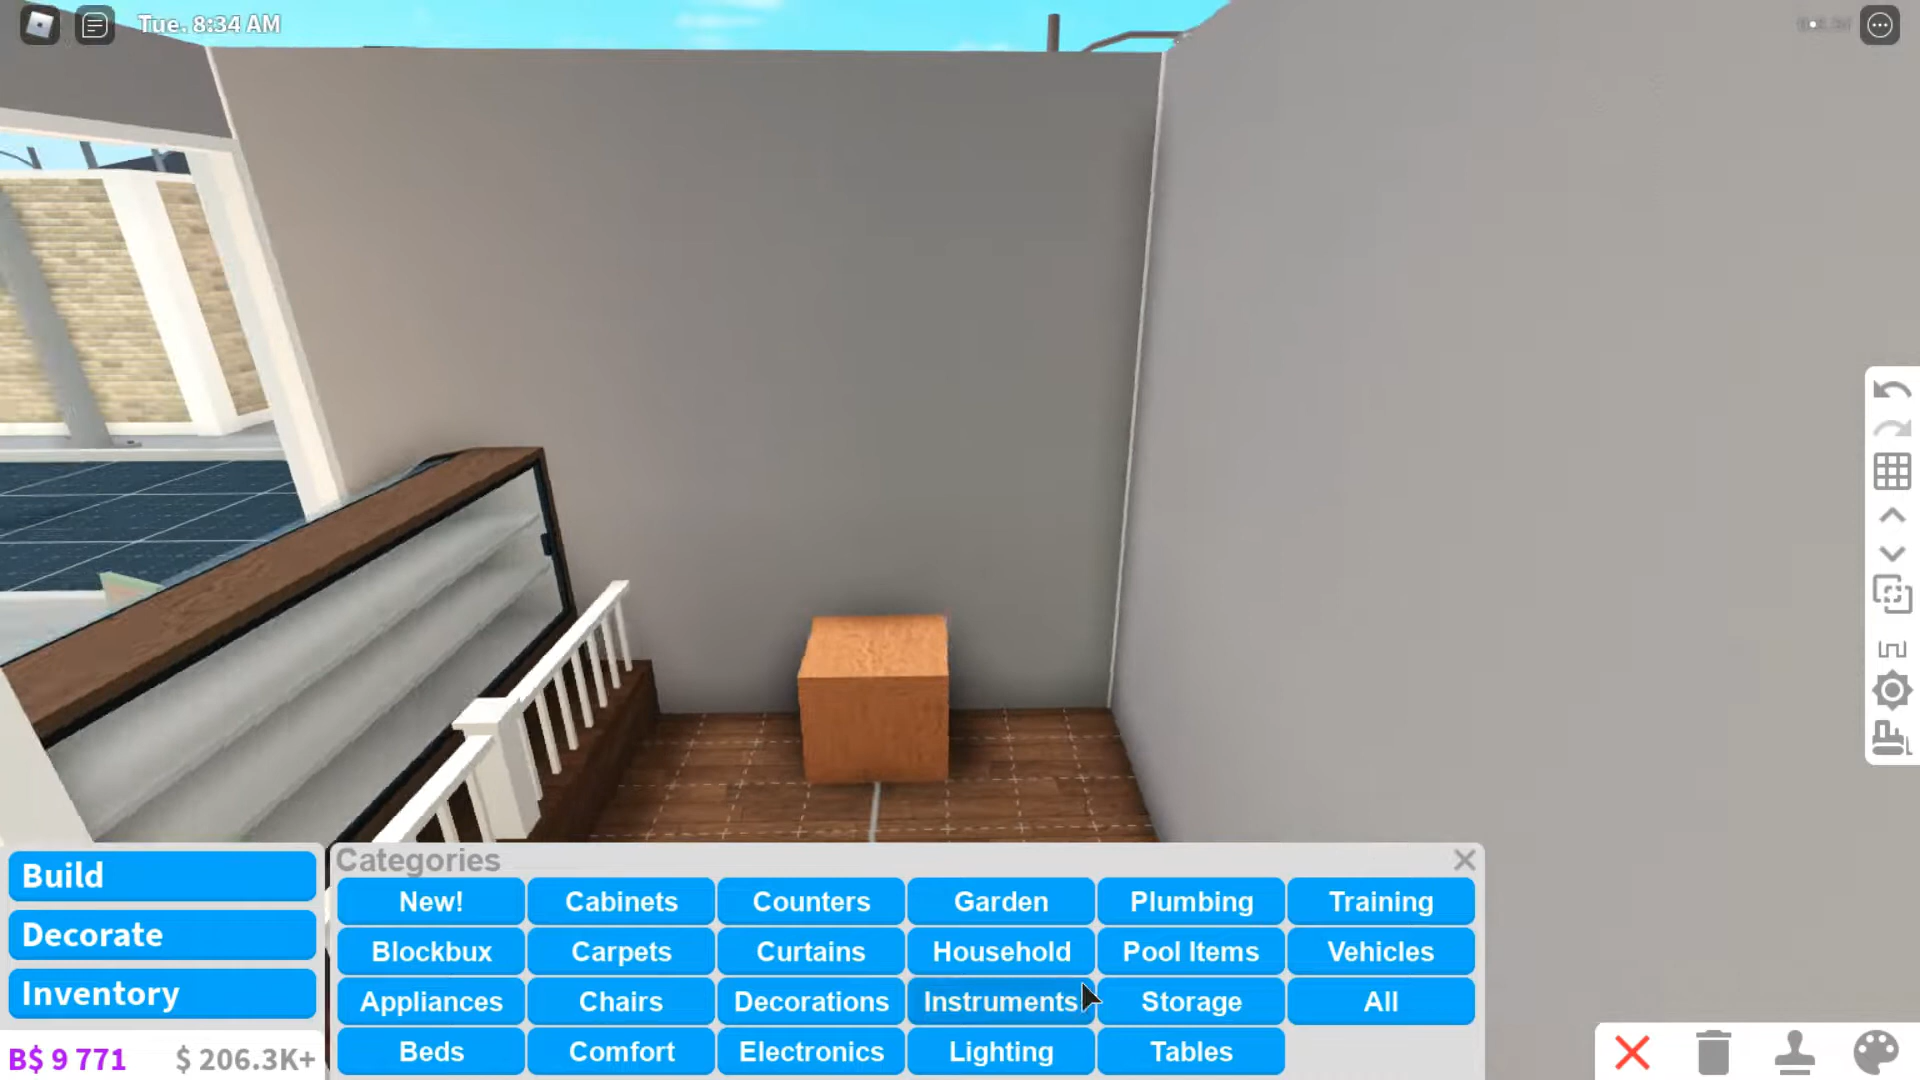 Tue. 8:34 AM
Build
Decorate
Inventory
B$ 9 771 $ 206.3K+
Categories
New! Cabinets Counters Garden Plumbing Training
Blockbux Carpets Curtains Household Pool Items Vehicles
Appliances Chairs Decorations Instruments Storage All
Beds Comfort Electronics Lighting Tables